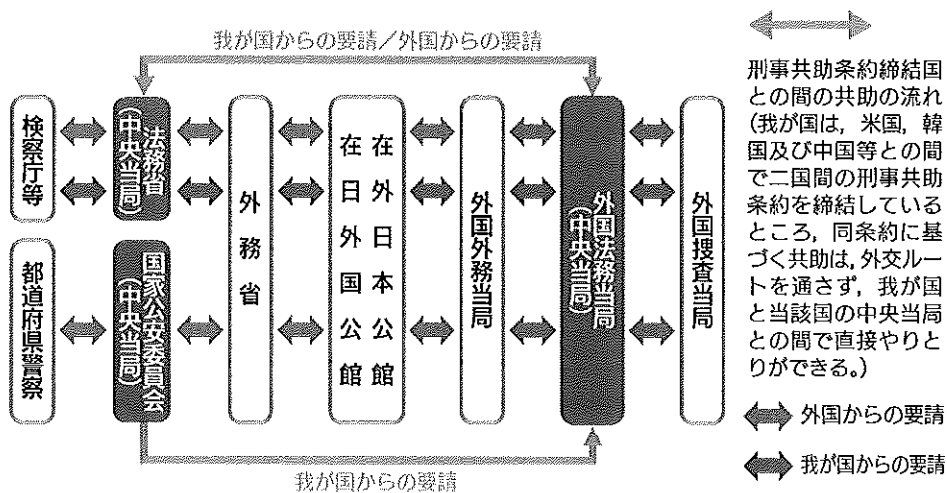 我が国からの要請／外国からの要請
検察庁等
法務省
（中央当局）
都道府県警察
国家公安委員会
（中央当局）
外務省
在外日本公館
在日外国公館
外国外務当局
外国法務当局
（中央当局）
外国捜査当局
我が国からの要請
刑事共助条約締結国
との間の共助の流れ
（我が国は，米国，韓
国及び中国等との間
で二国間の刑事共助
条約を締結している
ところ，同条約に基
づく共助は，外交ルー
トを通さず，我が国
と当該国の中央当局
との間で直接やりと
りができる。）
外国からの要請
我が国からの要請